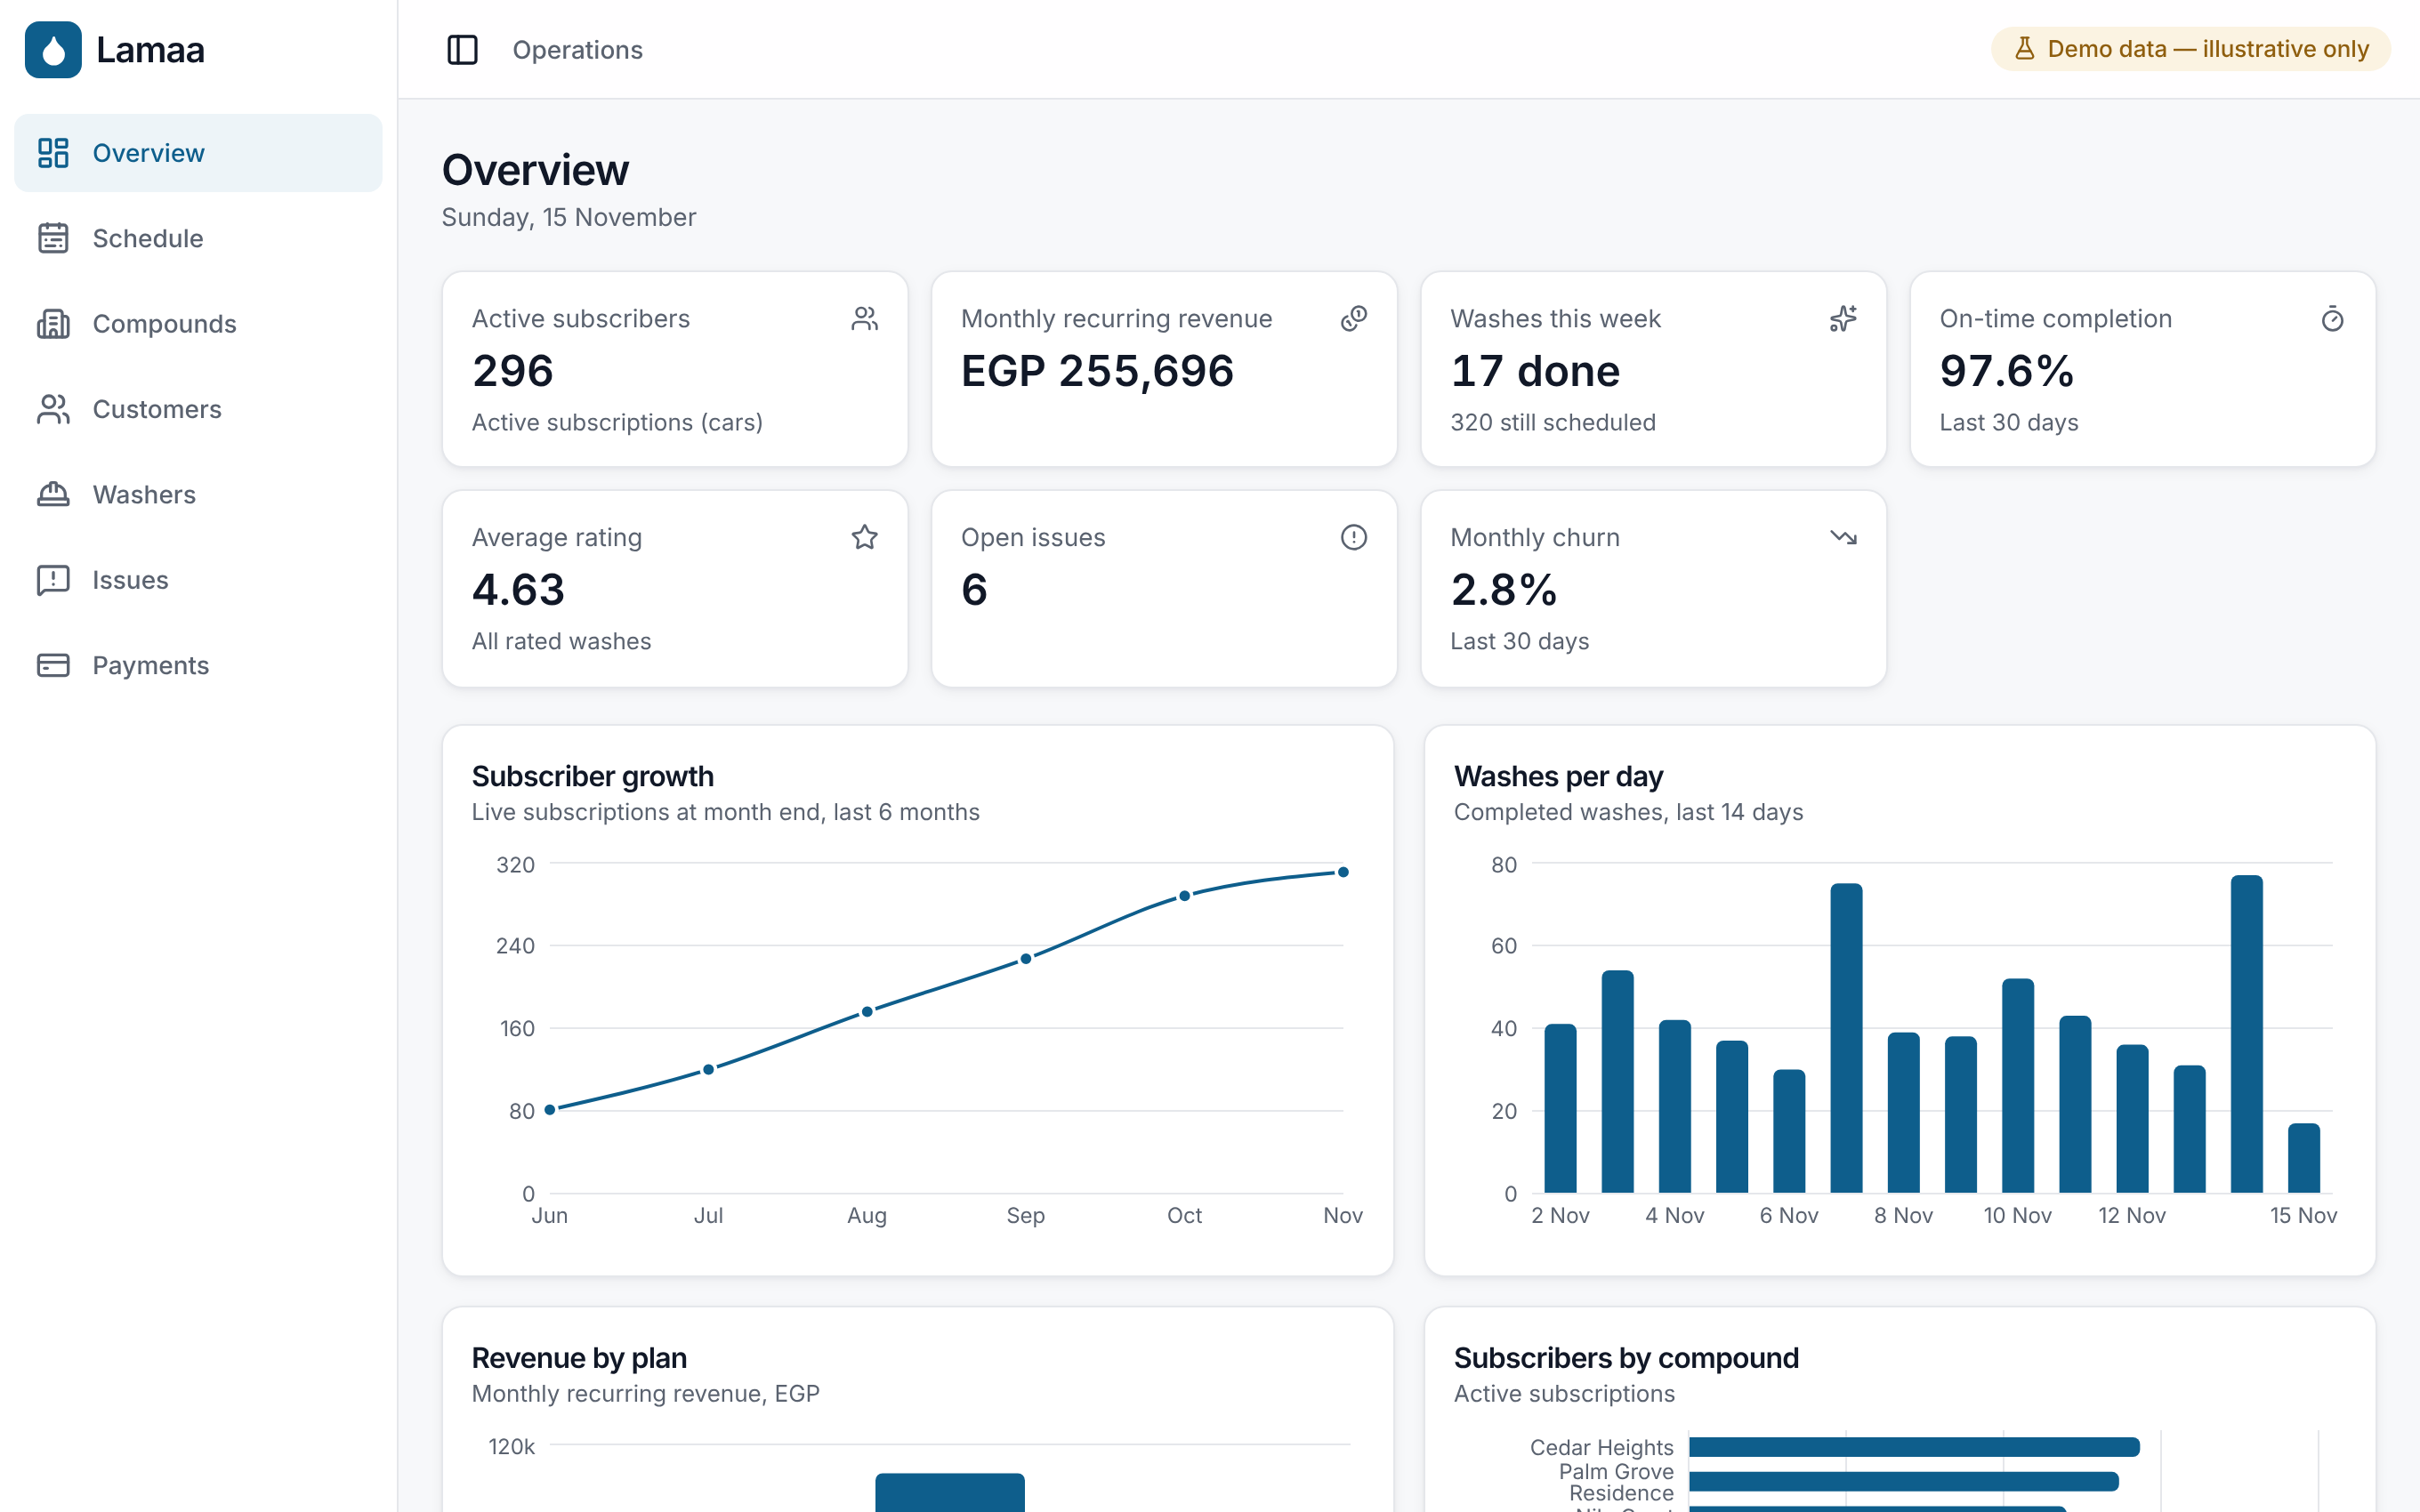 Lamaa
Operations
Demo data — illustrative only
Overview
Schedule
Compounds
Customers
Washers
Issues
Payments
Overview
Sunday, 15 November
Active subscribers
296
Active subscriptions (cars)
Monthly recurring revenue
EGP 255,696
Washes this week
17 done
320 still scheduled
On-time completion
97.6%
Last 30 days
Average rating
4.63
All rated washes
Open issues
6
Monthly churn
2.8%
Last 30 days
Subscriber growth
Live subscriptions at month end, last 6 months
320
240
160
80
0
Jun Jul Aug Sep Oct Nov
Washes per day
Completed washes, last 14 days
80
60
40
20
0
2 Nov 4 Nov 6 Nov 8 Nov 10 Nov 12 Nov 15 Nov
Revenue by plan
Monthly recurring revenue, EGP
120k
Subscribers by compound
Active subscriptions
Cedar Heights
Palm Grove
Residence